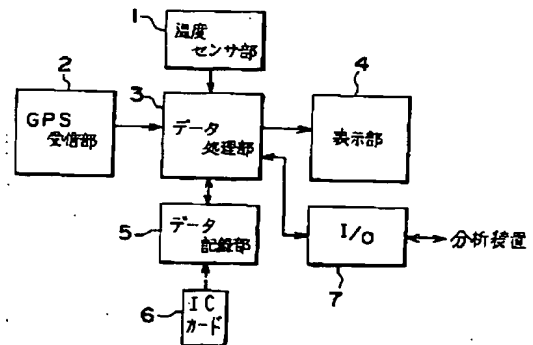 1
温度
センサ部
2
GPS
受信部
3
データ
処理部
4
表示部
5
データ
記録部
6
IC
カード
I/O
7
分析装置